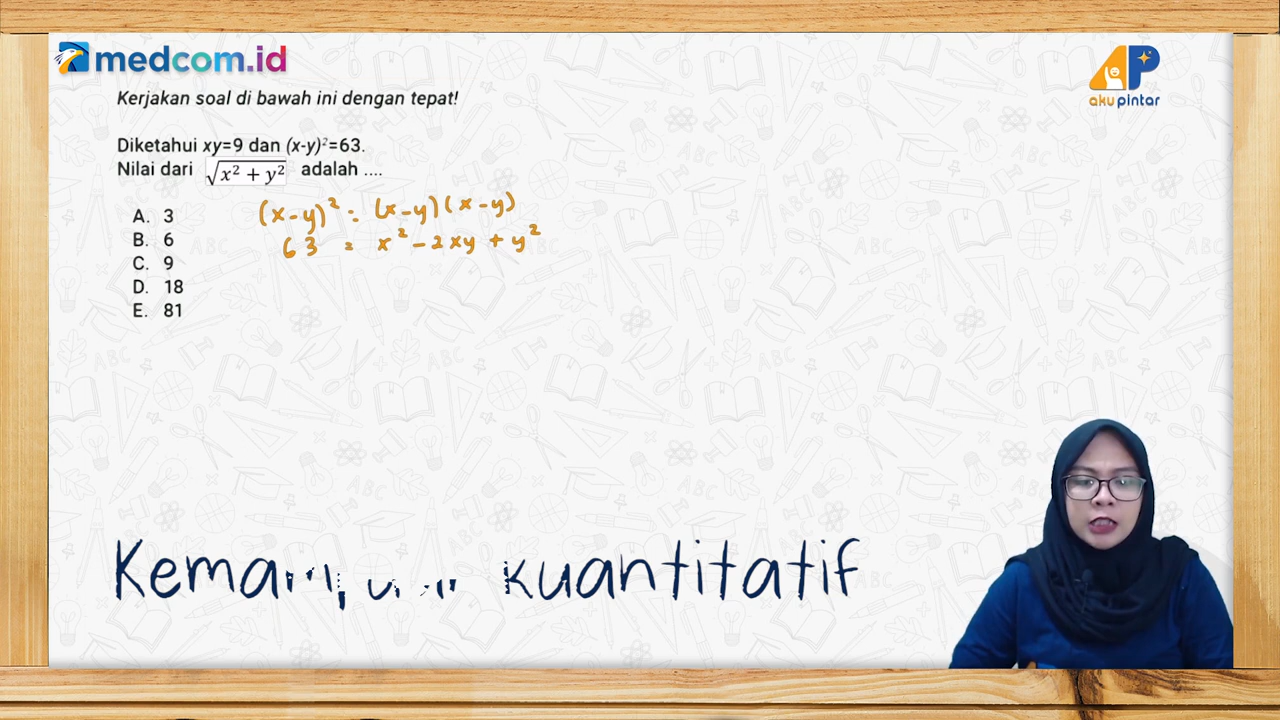 medcom.id
aku pintar
Kerjakan soal di bawah ini dengan tepat!
Diketahui xy=9 dan (x-y)²=63.
Nilai dari √x² + y² adalah ....
A. 3
B. 6
C. 9
D. 18
E. 81
(x-y)² = (x-y)(x-y)
63 = x² - 2xy + y²
kuantitatif